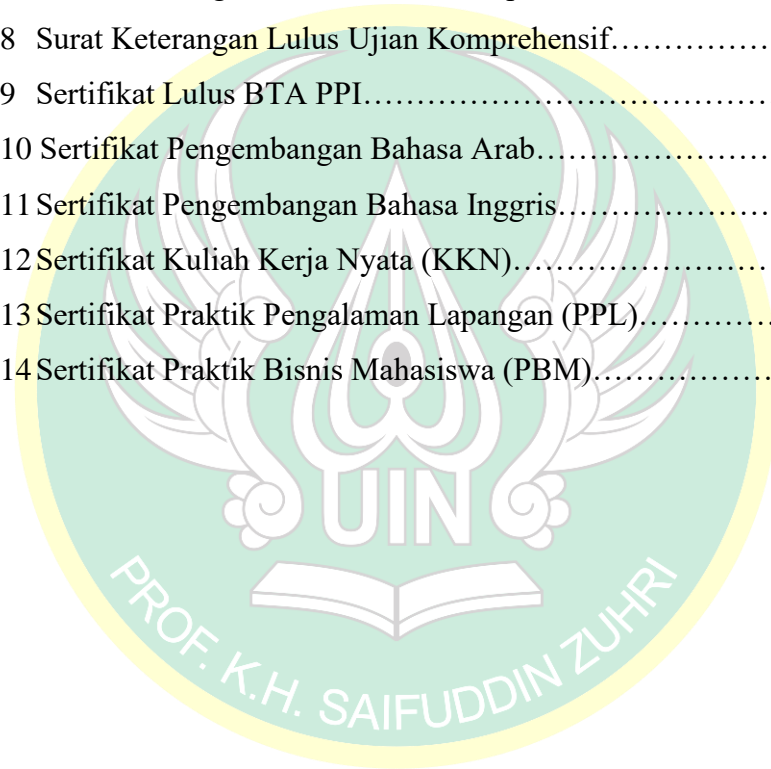 8 Surat Keterangan Lulus Ujian Komprehensif……………
9 Sertifikat Lulus BTA PPI…………………………………
10 Sertifikat Pengembangan Bahasa Arab…………………
11 Sertifikat Pengembangan Bahasa Inggris………………
12 Sertifikat Kuliah Kerja Nyata (KKN)……………………
13 Sertifikat Praktik Pengalaman Lapangan (PPL)…………
14 Sertifikat Praktik Bisnis Mahasiswa (PBM)………………
UIN
PROF. K.H. SAIFUDDIN ZUHRI